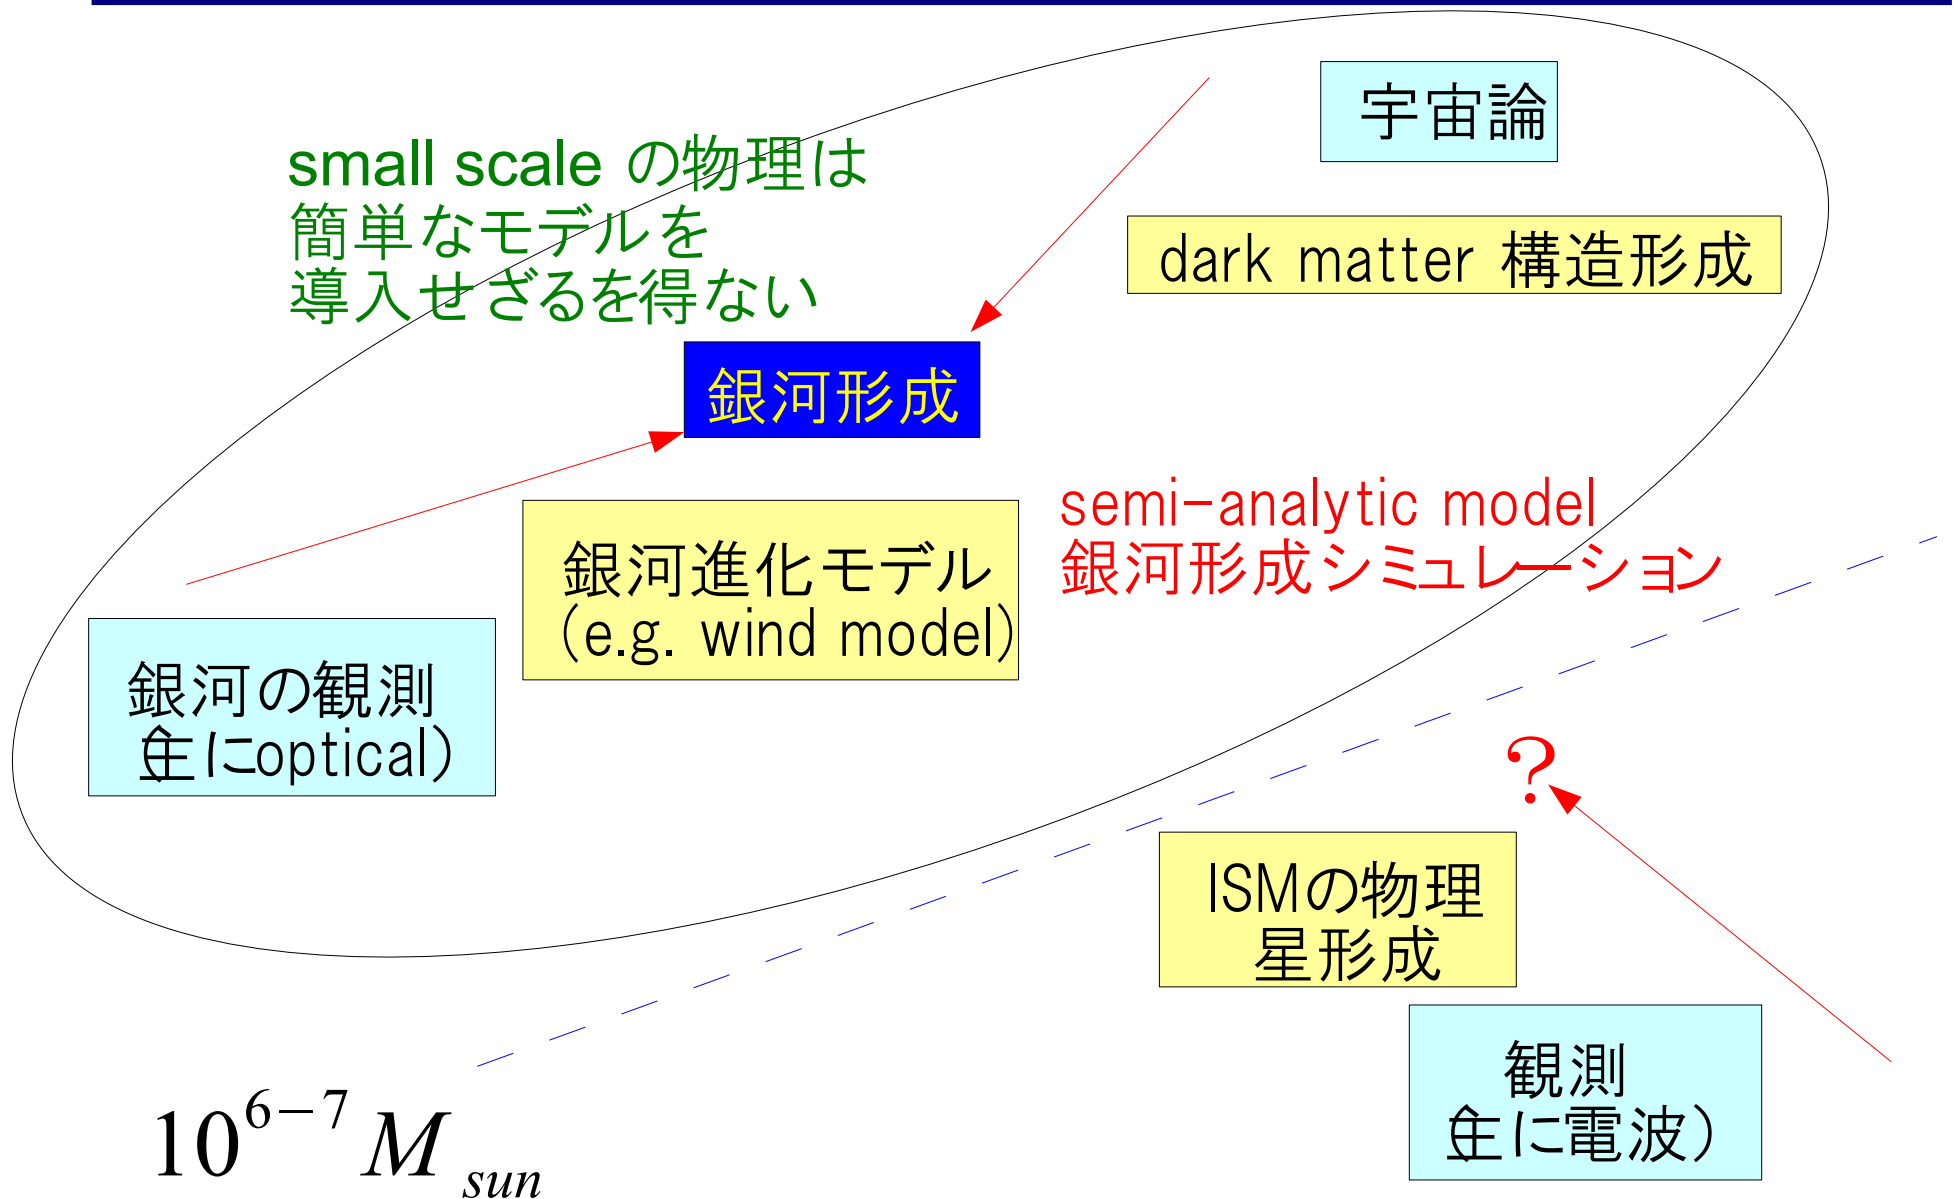 宇宙論
small scale の物理は
簡単なモデルを
導入せざるを得ない
dark matter 構造形成
銀河形成
semi-analytic model
銀河形成シミュレーション
銀河進化モデル
(e.g. wind model)
銀河の観測
(主にoptical)
?
ISMの物理
星形成
観測
(主に電波)
10^{6-7} M_{sun}